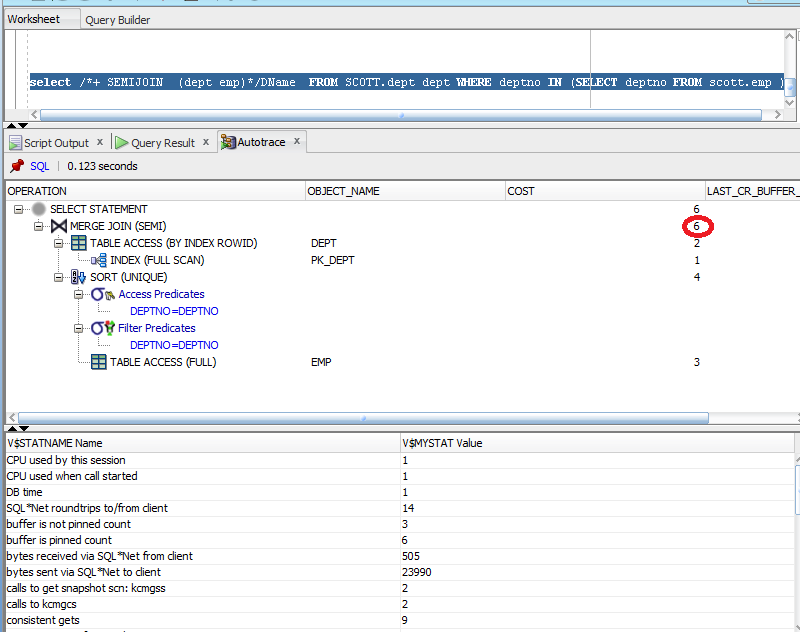 Worksheet Query Builder
select /*+ SEMIJOIN (dept emp)*/DName FROM SCOTT.dept dept WHERE deptno IN (SELECT deptno FROM scott.emp )
Script Output x Query Result x Autotrace x
SQL 0.123 seconds
OPERATION OBJECT_NAME COST LAST_CR_BUFFER_
SELECT STATEMENT 6
MERGE JOIN (SEMI) 6
TABLE ACCESS (BY INDEX ROWID) DEPT 2
INDEX (FULL SCAN) PK_DEPT 1
SORT (UNIQUE) 4
Access Predicates
DEPTNO=DEPTNO
Filter Predicates
DEPTNO=DEPTNO
TABLE ACCESS (FULL) EMP 3
V$STATNAME Name V$MYSTAT Value
CPU used by this session 1
CPU used when call started 1
DB time 1
SQL*Net roundtrips to/from client 14
buffer is not pinned count 3
buffer is pinned count 6
bytes received via SQL*Net from client 505
bytes sent via SQL*Net to client 23990
calls to get snapshot scn: kcmgss 2
calls to kcmgcs 2
consistent gets 9